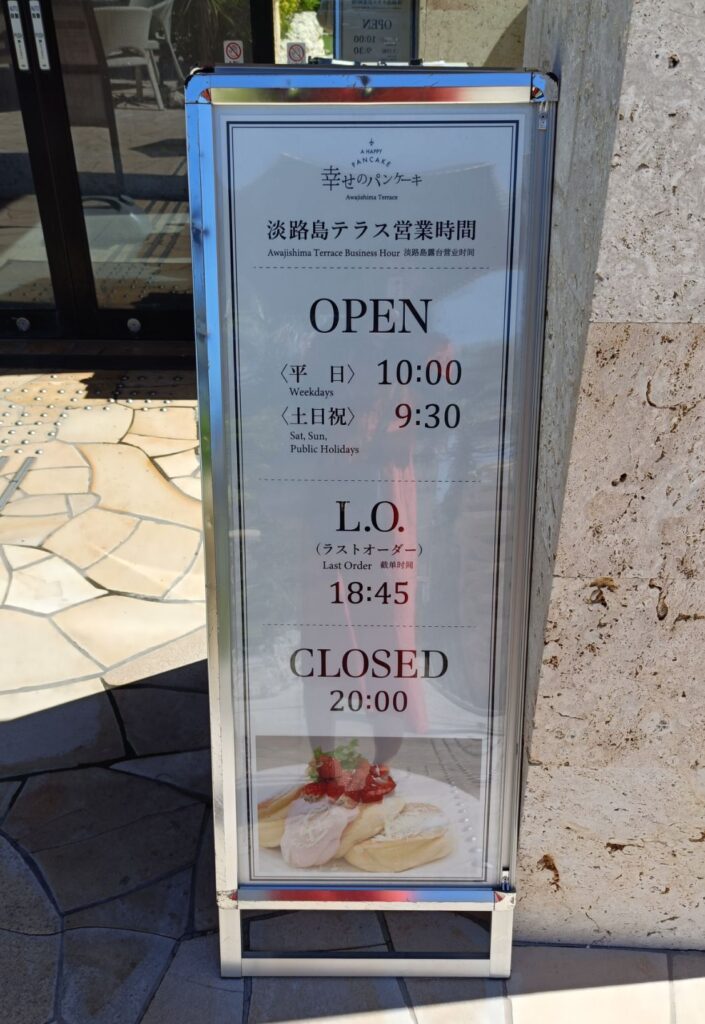 A HAPPY
PANCAKE
幸せのパンケーキ
Awajishima Terrace
淡路島テラス営業時間
Awajishima Terrace Business Hour 淡路島露台营业时间
OPEN
〈平 日〉 10:00
Weekdays
〈土日祝〉 9:30
Sat, Sun,
Public Holidays
L.O.
（ラストオーダー）
Last Order 截单时间
18:45
CLOSED
20:00